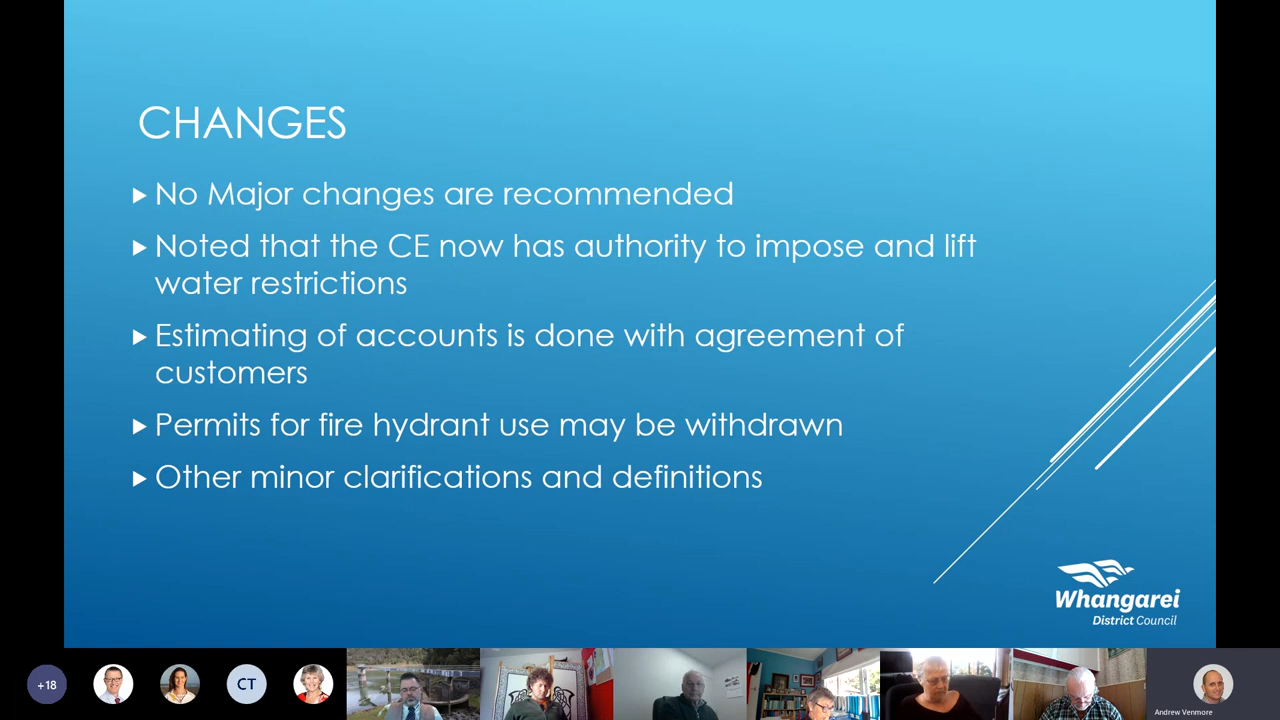 CHANGES
No Major changes are recommended
Noted that the CE now has authority to impose and lift
water restrictions
Estimating of accounts is done with agreement of
customers
Permits for fire hydrant use may be withdrawn
Other minor clarifications and definitions
Whangarei
District Council
+18
CT
Andrew Venmore